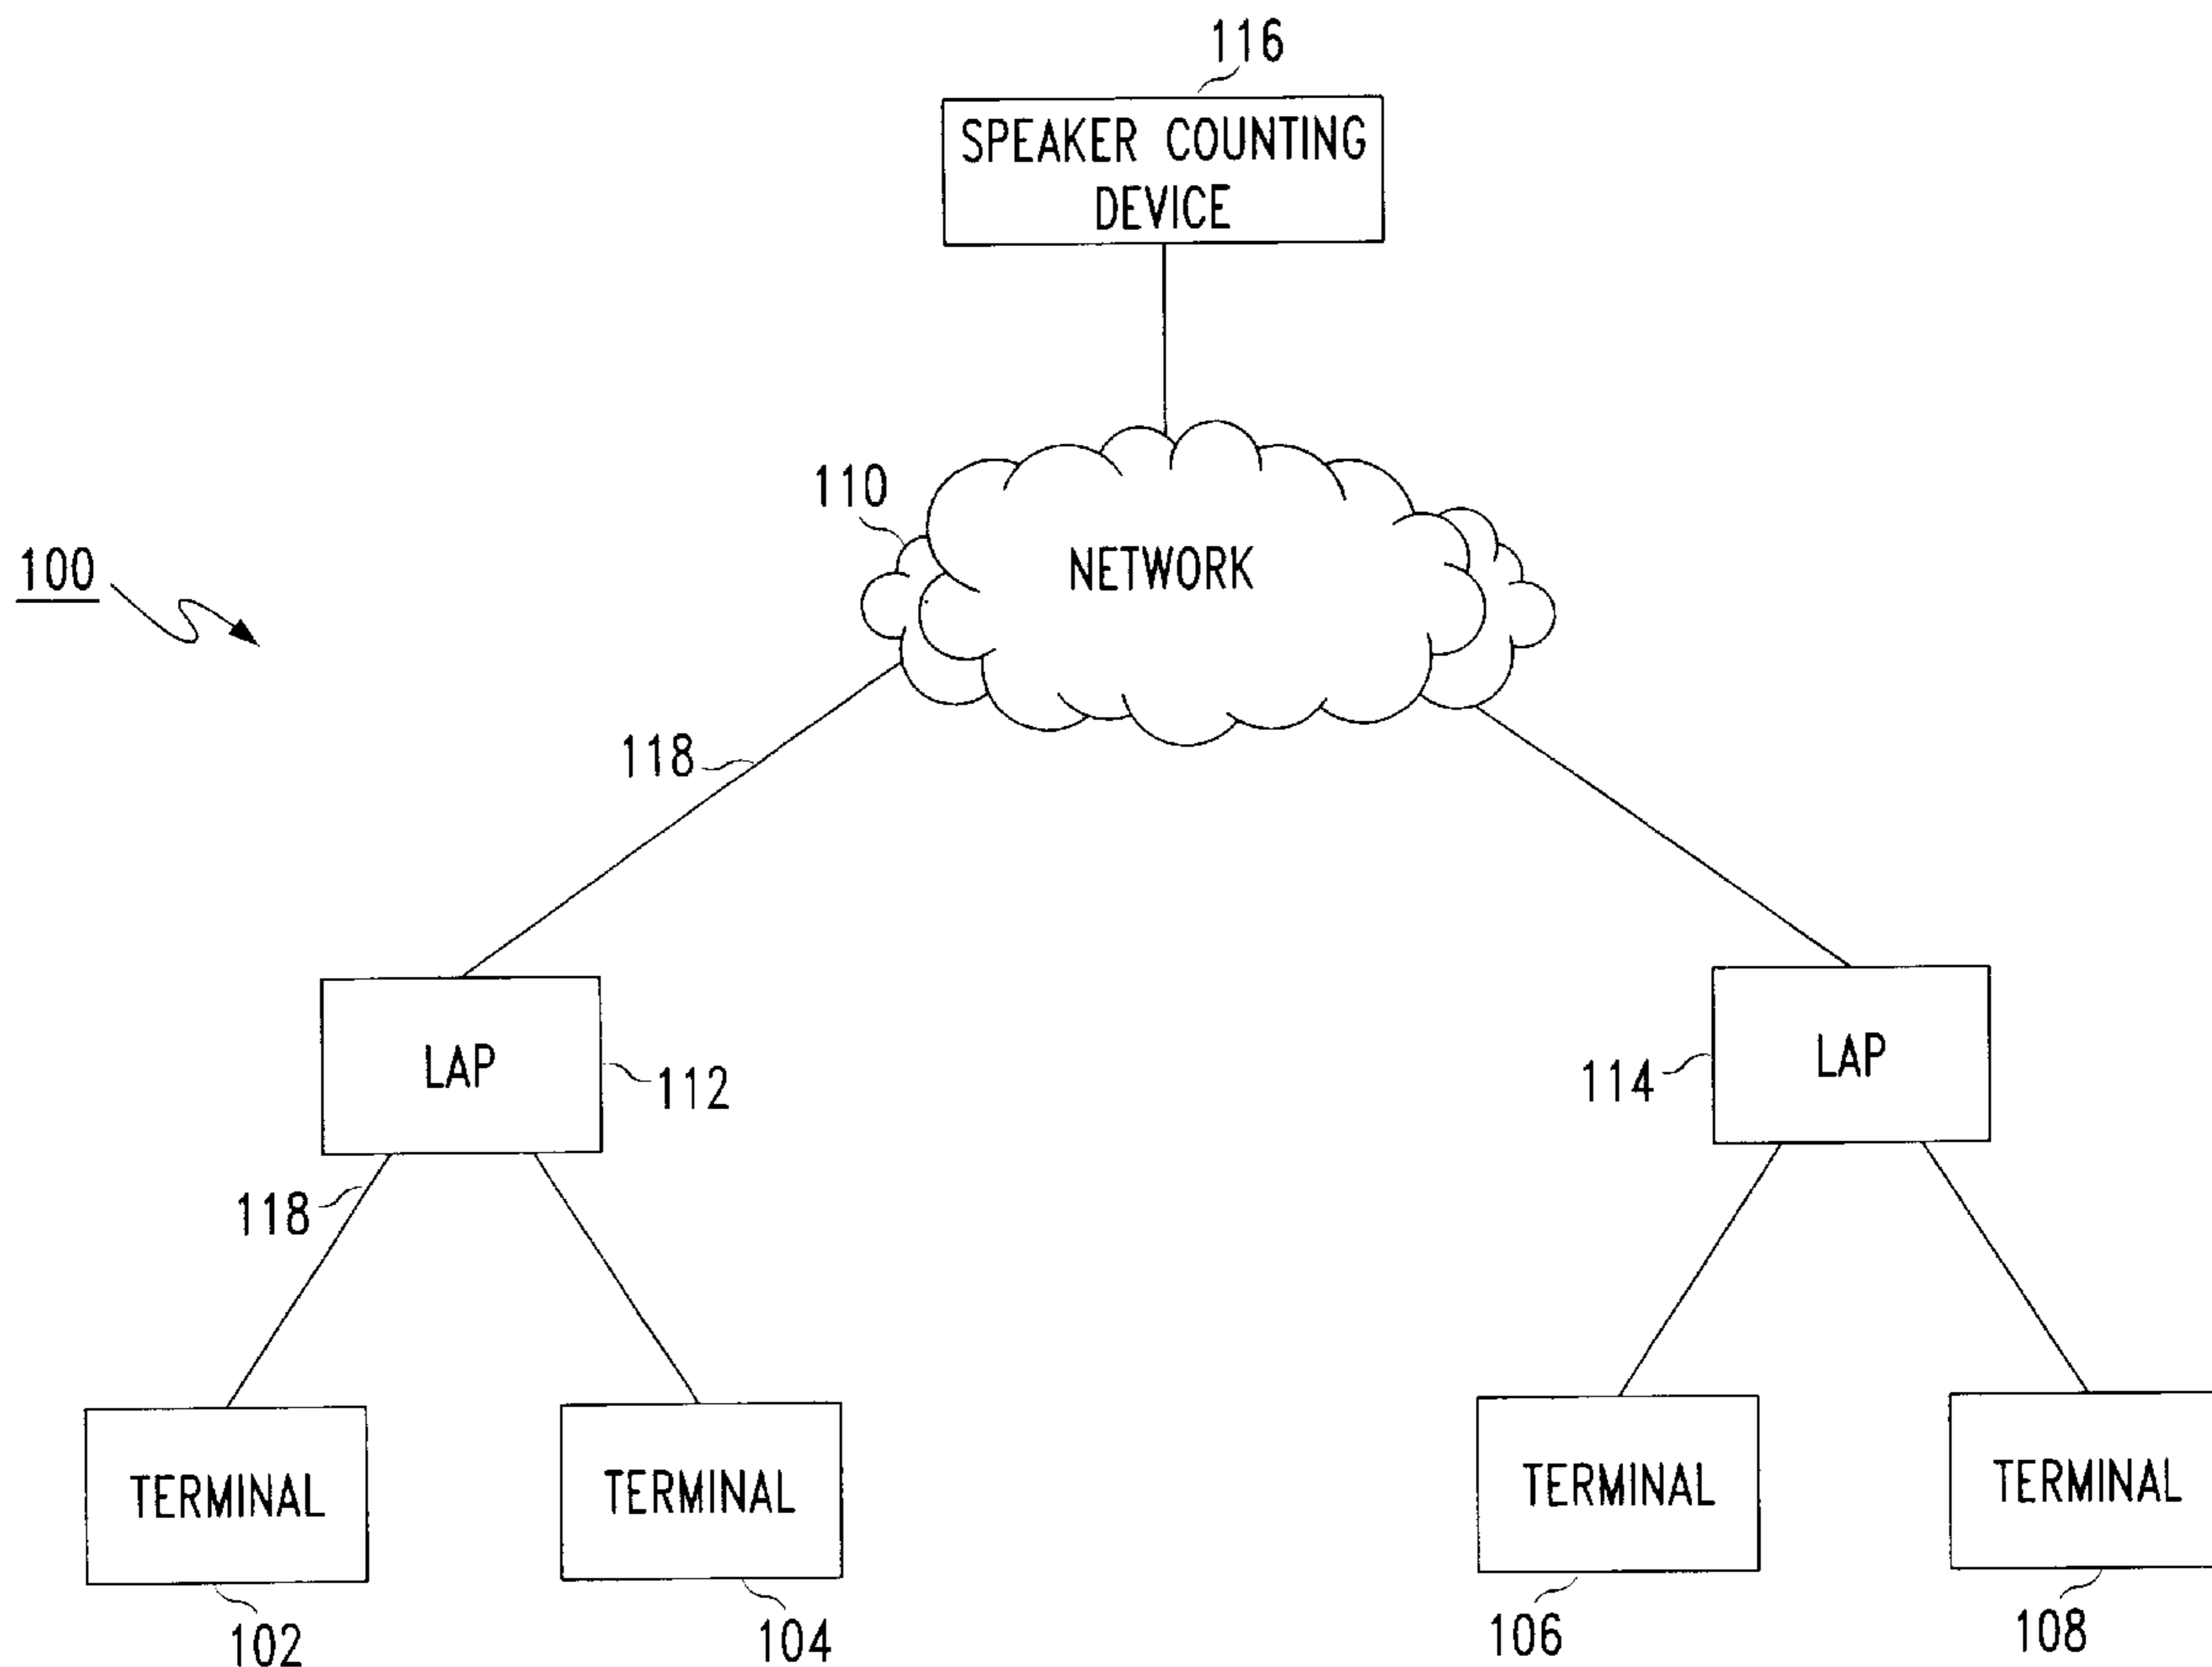 116
SPEAKER COUNTING
DEVICE
110
NETWORK
100
118
LAP
112
114
LAP
118
TERMINAL
TERMINAL
TERMINAL
TERMINAL
102
104
106
108